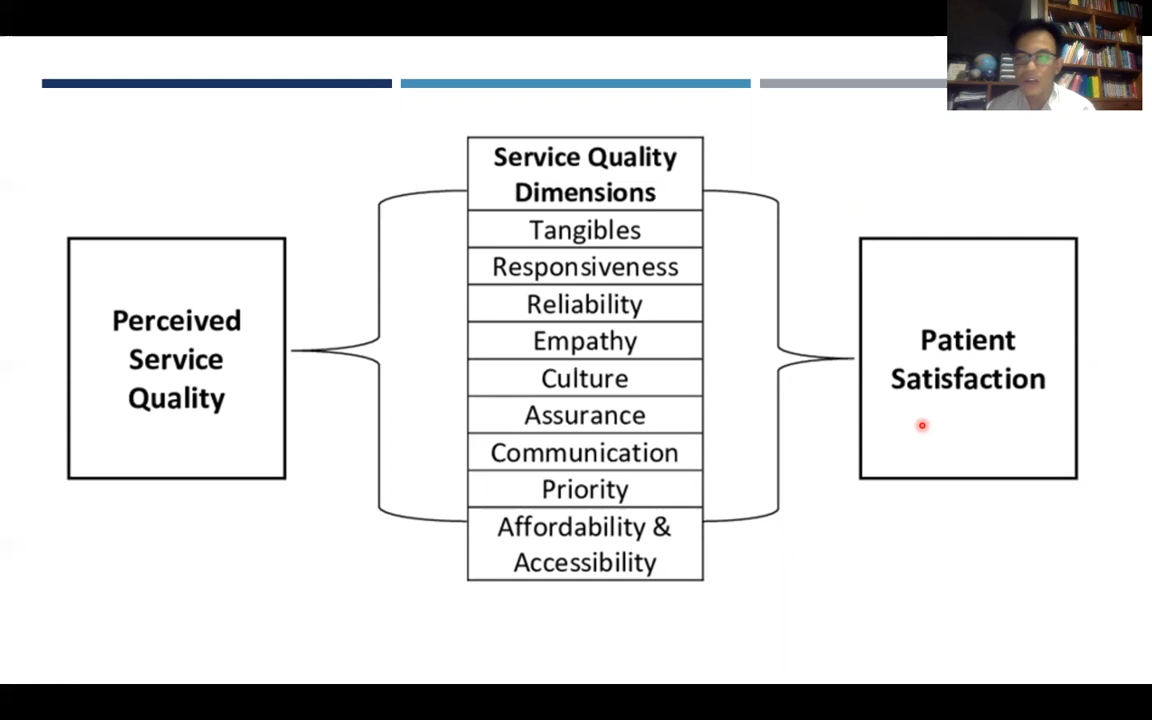 Perceived
Service
Quality
Service Quality
Dimensions
Tangibles
Responsiveness
Reliability
Empathy
Culture
Assurance
Communication
Priority
Affordability &
Accessibility
Patient
Satisfaction